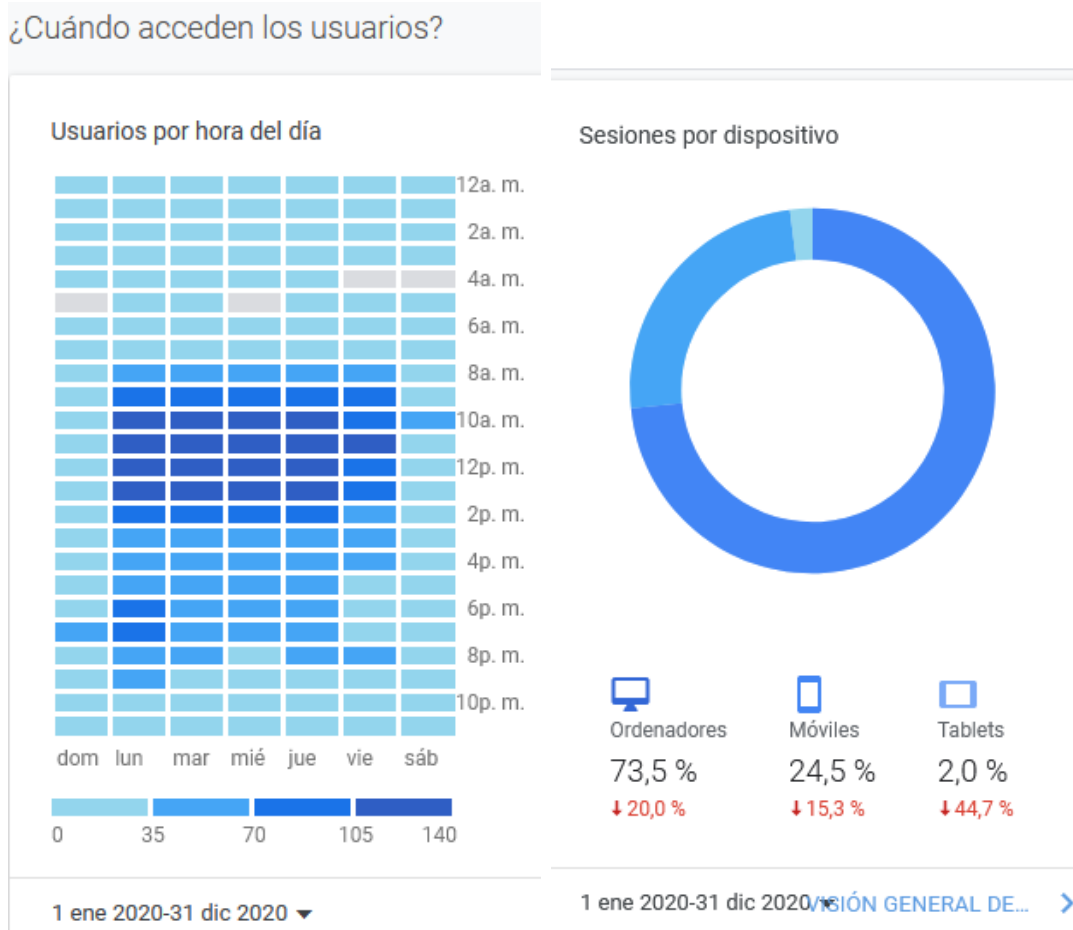 ¿Cuándo acceden los usuarios?
Usuarios por hora del día
12a. m.
2a. m.
4a. m.
6a. m.
8a. m.
10a. m.
12p. m.
2p. m.
4p. m.
6p. m.
8p. m.
10p. m.
dom lun mar mié jue vie sáb
0 35 70 105 140
1 ene 2020-31 dic 2020
Sesiones por dispositivo
Ordenadores Móviles Tablets
73,5 % 24,5 % 2,0 %
20,0 % 15,3 % 44,7 %
1 ene 2020-31 dic 2020 VISIÓN GENERAL DE...